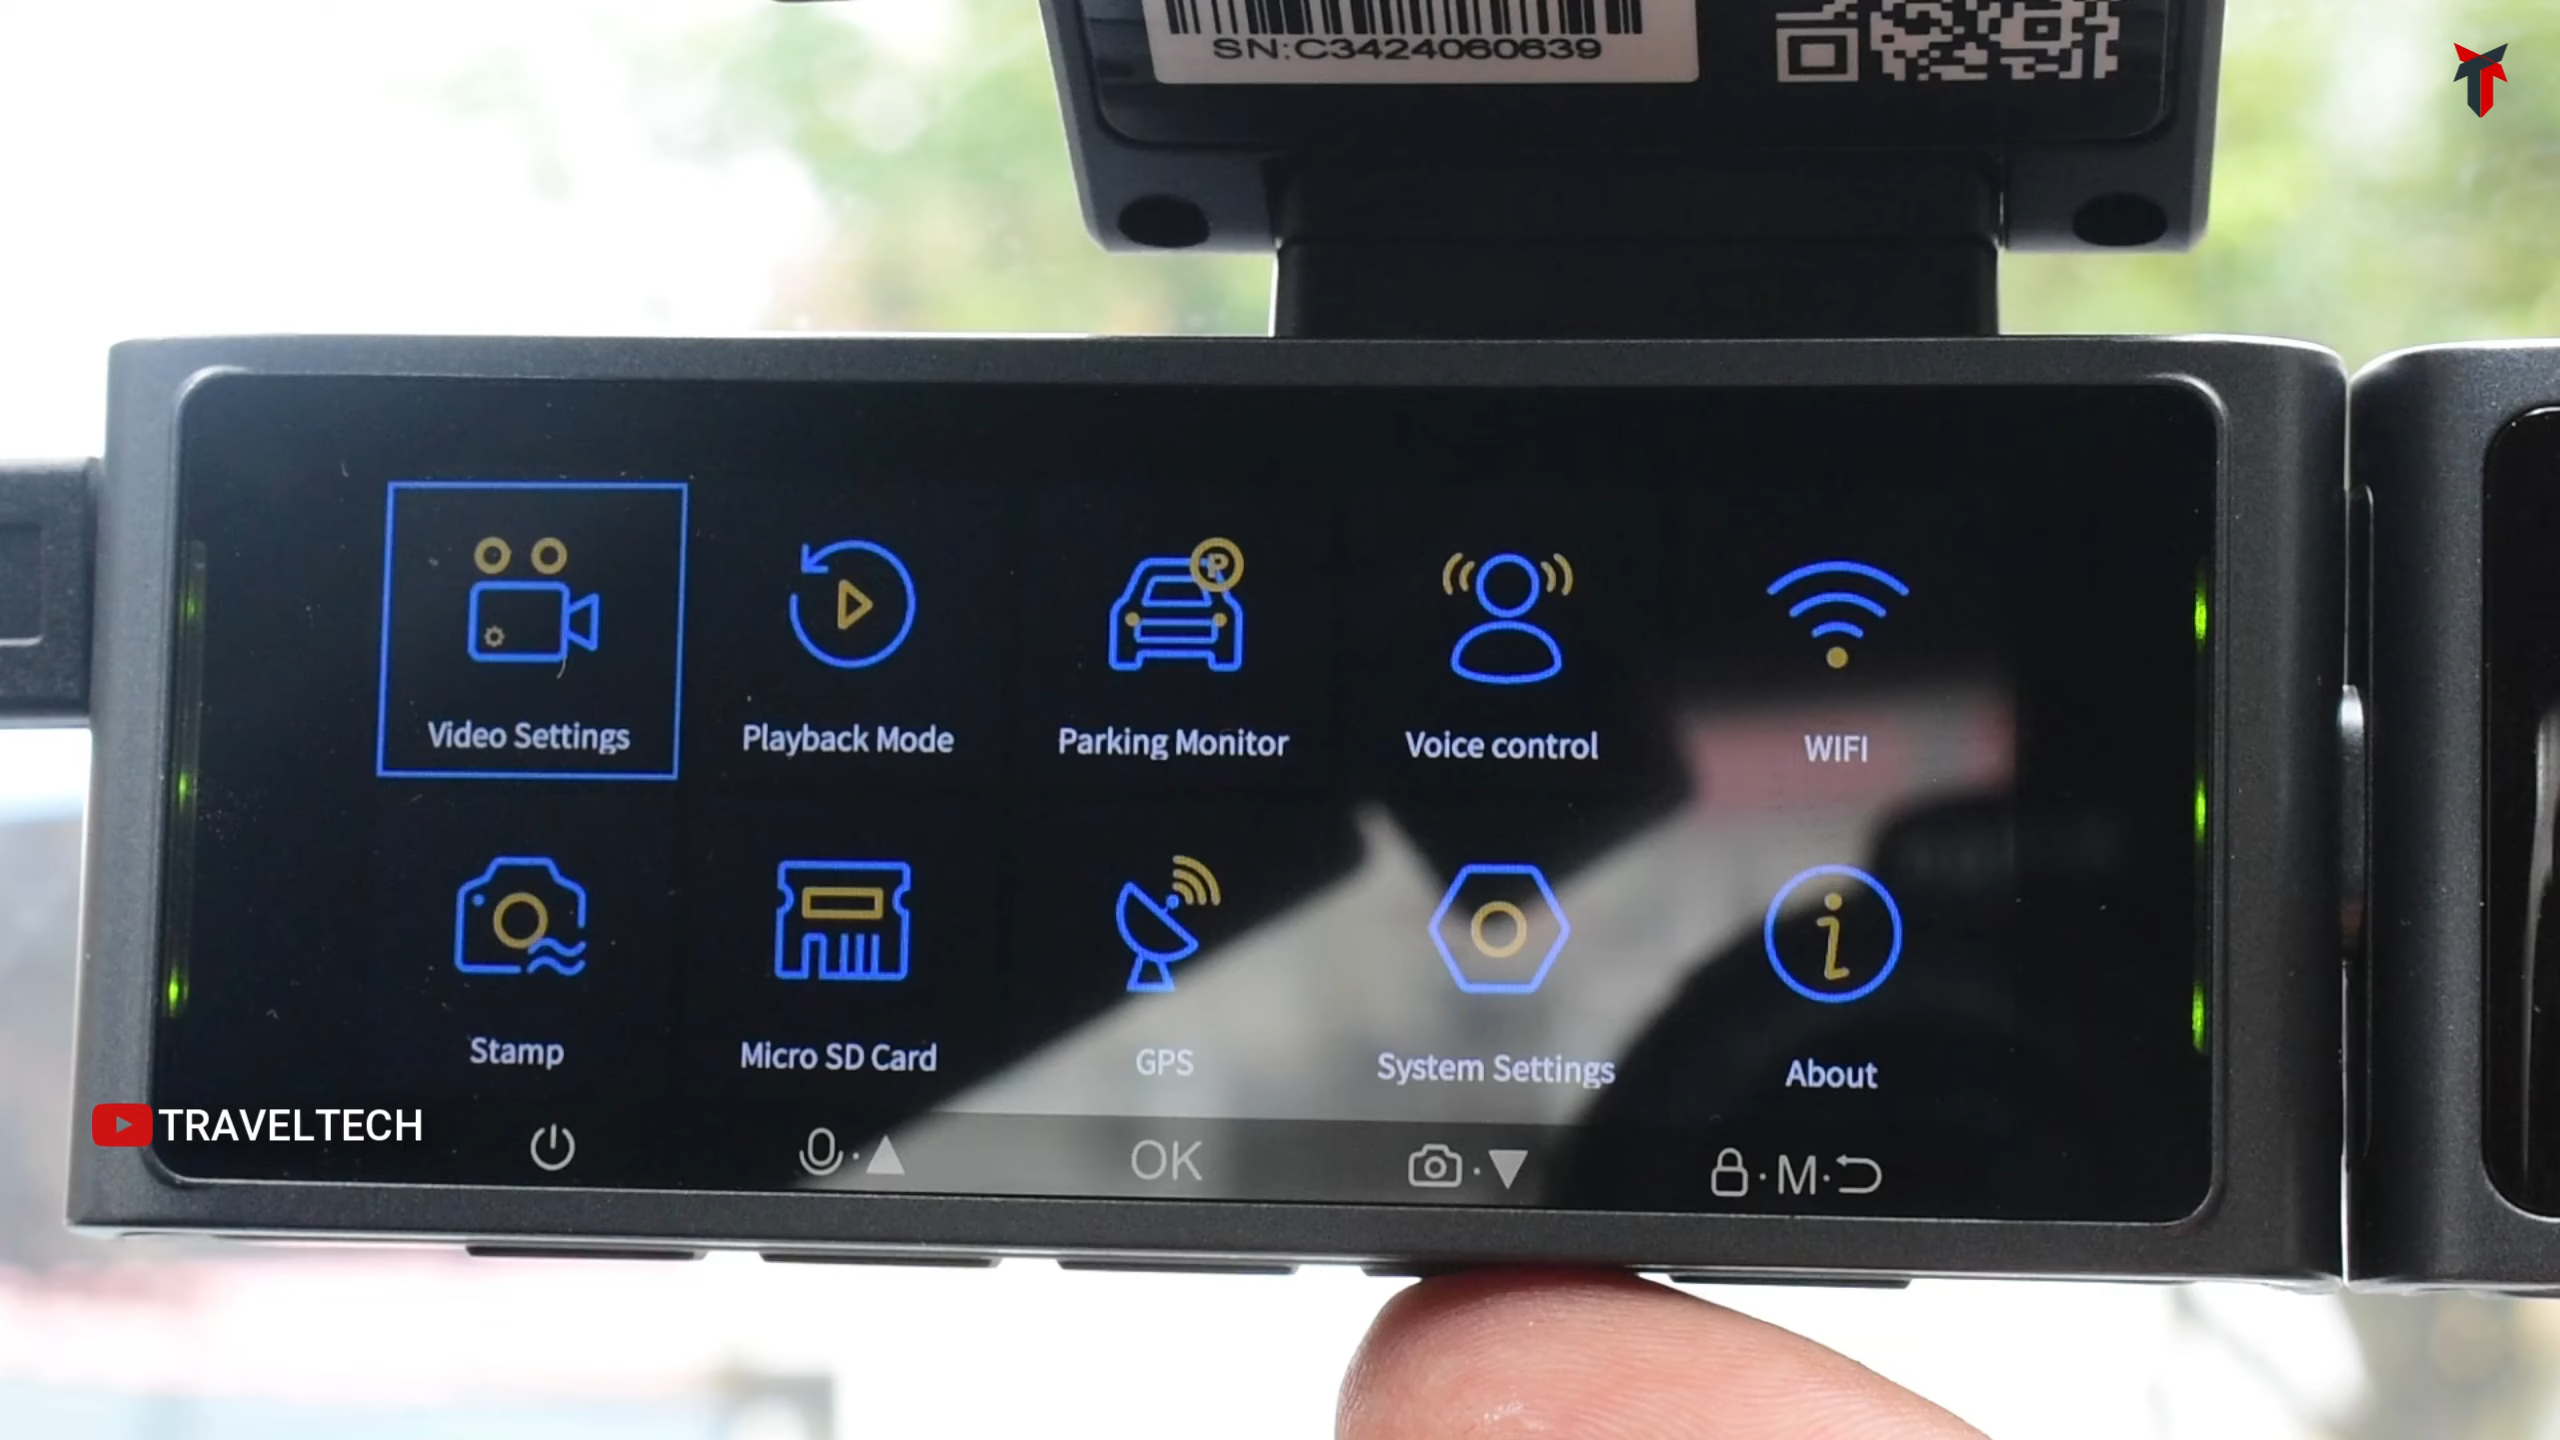 SN:C3424060639
P
Video Settings
Playback Mode
Parking Monitor
Voice control
WIFI
Stamp
Micro SD Card
GPS
System Settings
About
TRAVELTECH
OK
M